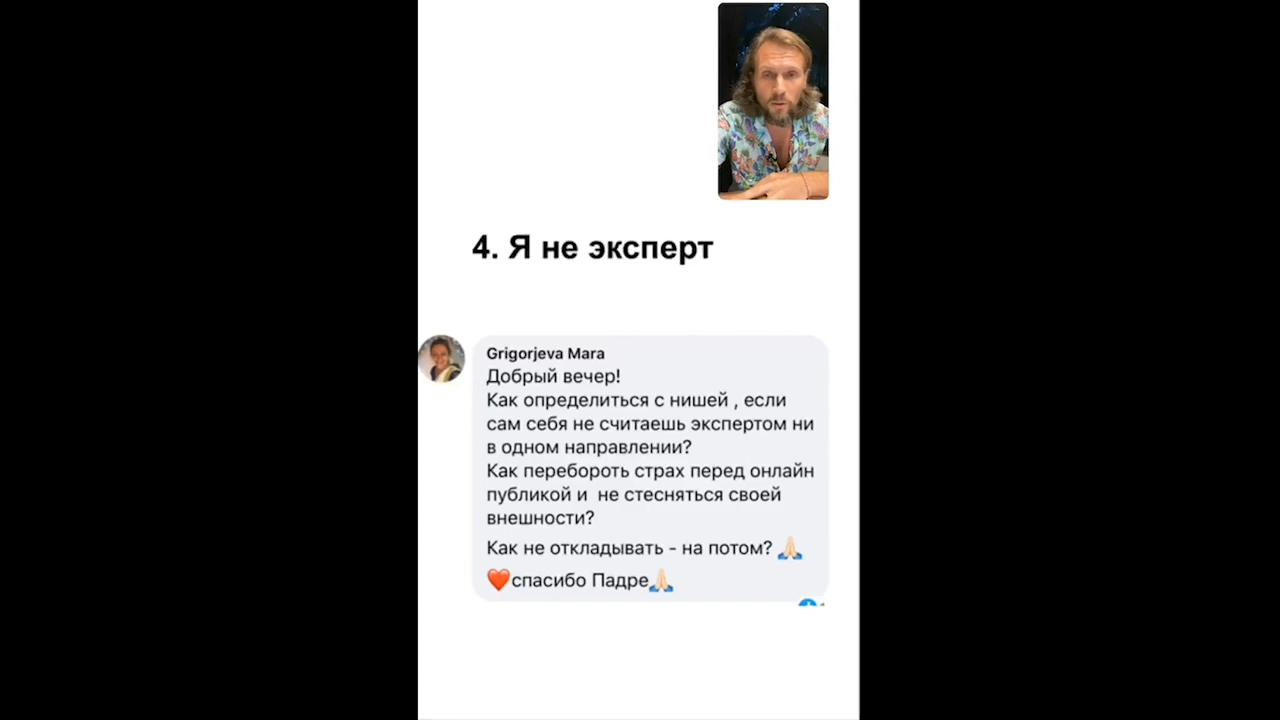 4. Я не эксперт
Grigorjeva Mara
Добрый вечер!
Как определиться с нишей , если
сам себя не считаешь экспертом ни
в одном направлении?
Как перебороть страх перед онлайн
публикой и  не стесняться своей
внешности?
Как не откладывать - на потом? 🙏🏻
❤️спасибо Падре🙏🏻